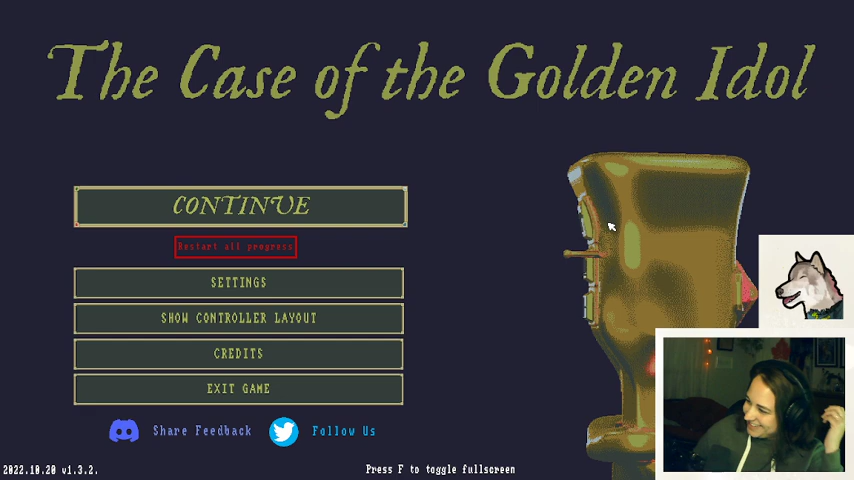 The Case of the Golden Idol
CONTINUE
Restart all progress
SETTINGS
SHOW CONTROLLER LAYOUT
CREDITS
EXIT GAME
Share Feedback
Follow Us
2022.10.20 v1.3.2.
Press F to toggle fullscreen